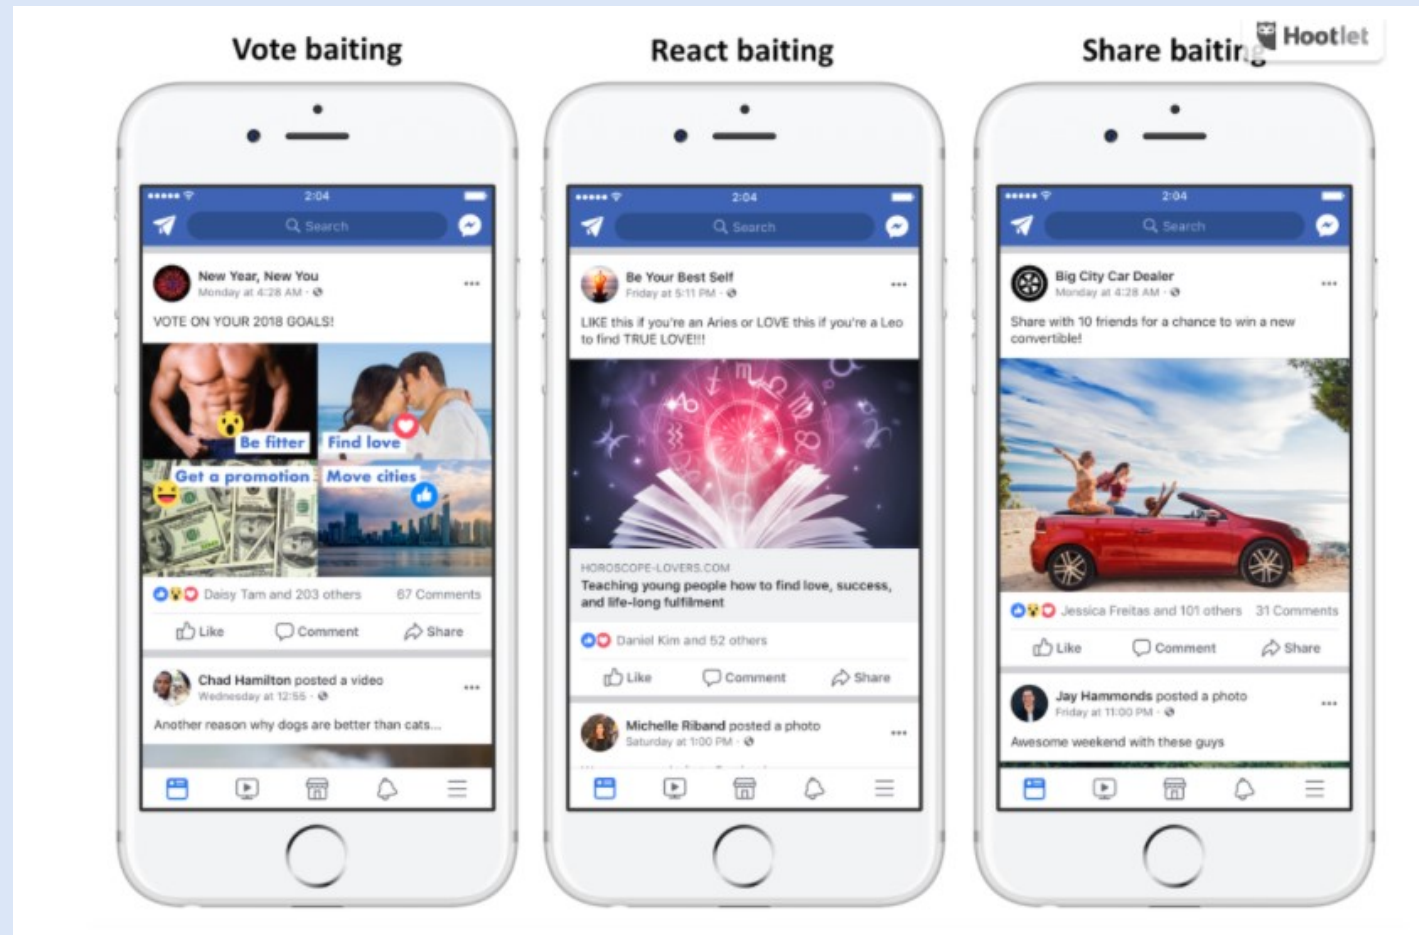 Vote baiting
React baiting
Share baiting
Hootlet
2:04
Search
New Year, New You
Monday at 4:28 AM ·
VOTE ON YOUR 2018 GOALS!
Be fitter
Find love
Get a promotion
Move cities
Daisy Tam and 203 others
67 Comments
Like
Comment
Share
Chad Hamilton posted a video
Wednesday at 12:55 ·
Another reason why dogs are better than cats...
2:04
Search
Be Your Best Self
Friday at 5:11 PM ·
LIKE this if you're an Aries or LOVE this if you're a Leo
to find TRUE LOVE!!!
HOROSCOPE-LOVERS.COM
Teaching young people how to find love, success,
and life-long fulfilment
Daniel Kim and 52 others
Like
Comment
Share
Michelle Riband posted a photo
Saturday at 1:00 PM ·
2:04
Search
Big City Car Dealer
Monday at 4:28 AM ·
Share with 10 friends for a chance to win a new
convertible!
Jessica Freitas and 101 others
31 Comments
Like
Comment
Share
Jay Hammonds posted a photo
Friday at 11:00 PM ·
Awesome weekend with these guys